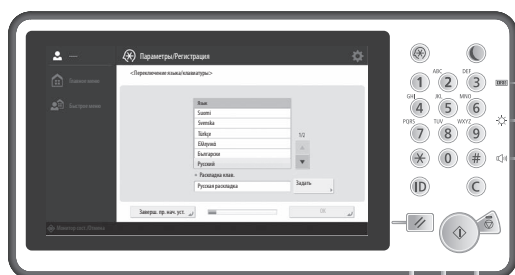 Параметры/Регистрация
<Переключение языка/клавиатуры>
Язык
Suomi
Svenska
Türkçe
Ελληνικά
Български
Русский
1/2
Раскладка клав.
Русская раскладка
Задать
Заверш. пр. нач. уст.
OK
ABC
DEF
1
2
3
GHI
JKL
MNO
4
5
6
PQRS
TUV
WXYZ
7
8
9
0
#
ID
C